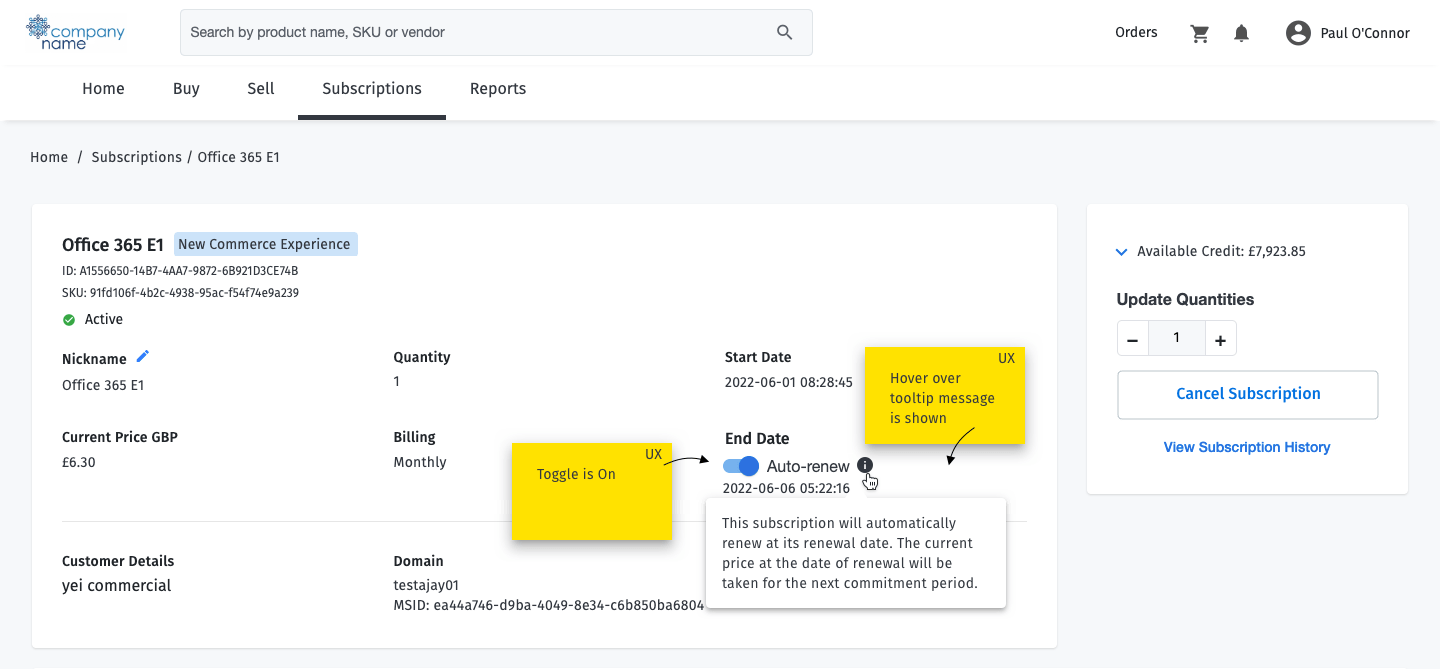 company
name
Search by product name, SKU or vendor
Orders
Paul O'Connor
Home
Buy
Sell
Subscriptions
Reports
Home / Subscriptions / Office 365 E1
Office 365 E1
New Commerce Experience
ID: A1556650-14B7-4AA7-9872-6B921D3CE74B
SKU: 91fd106f-4b2c-4938-95ac-f54f74e9a239
Active
Nickname
Office 365 E1
Quantity
1
Start Date
2022-06-01 08:28:45
UX
Hover over
tooltip message
is shown
Current Price GBP
£6.30
Billing
Monthly
UX
Toggle is On
End Date
Auto-renew
2022-06-06 05:22:16
This subscription will automatically
renew at its renewal date. The current
price at the date of renewal will be
taken for the next commitment period.
Customer Details
yei commercial
Domain
testajay01
MSID: ea44a746-d9ba-4049-8e34-c6b850ba6804
Available Credit: £7,923.85
Update Quantities
1
Cancel Subscription
View Subscription History